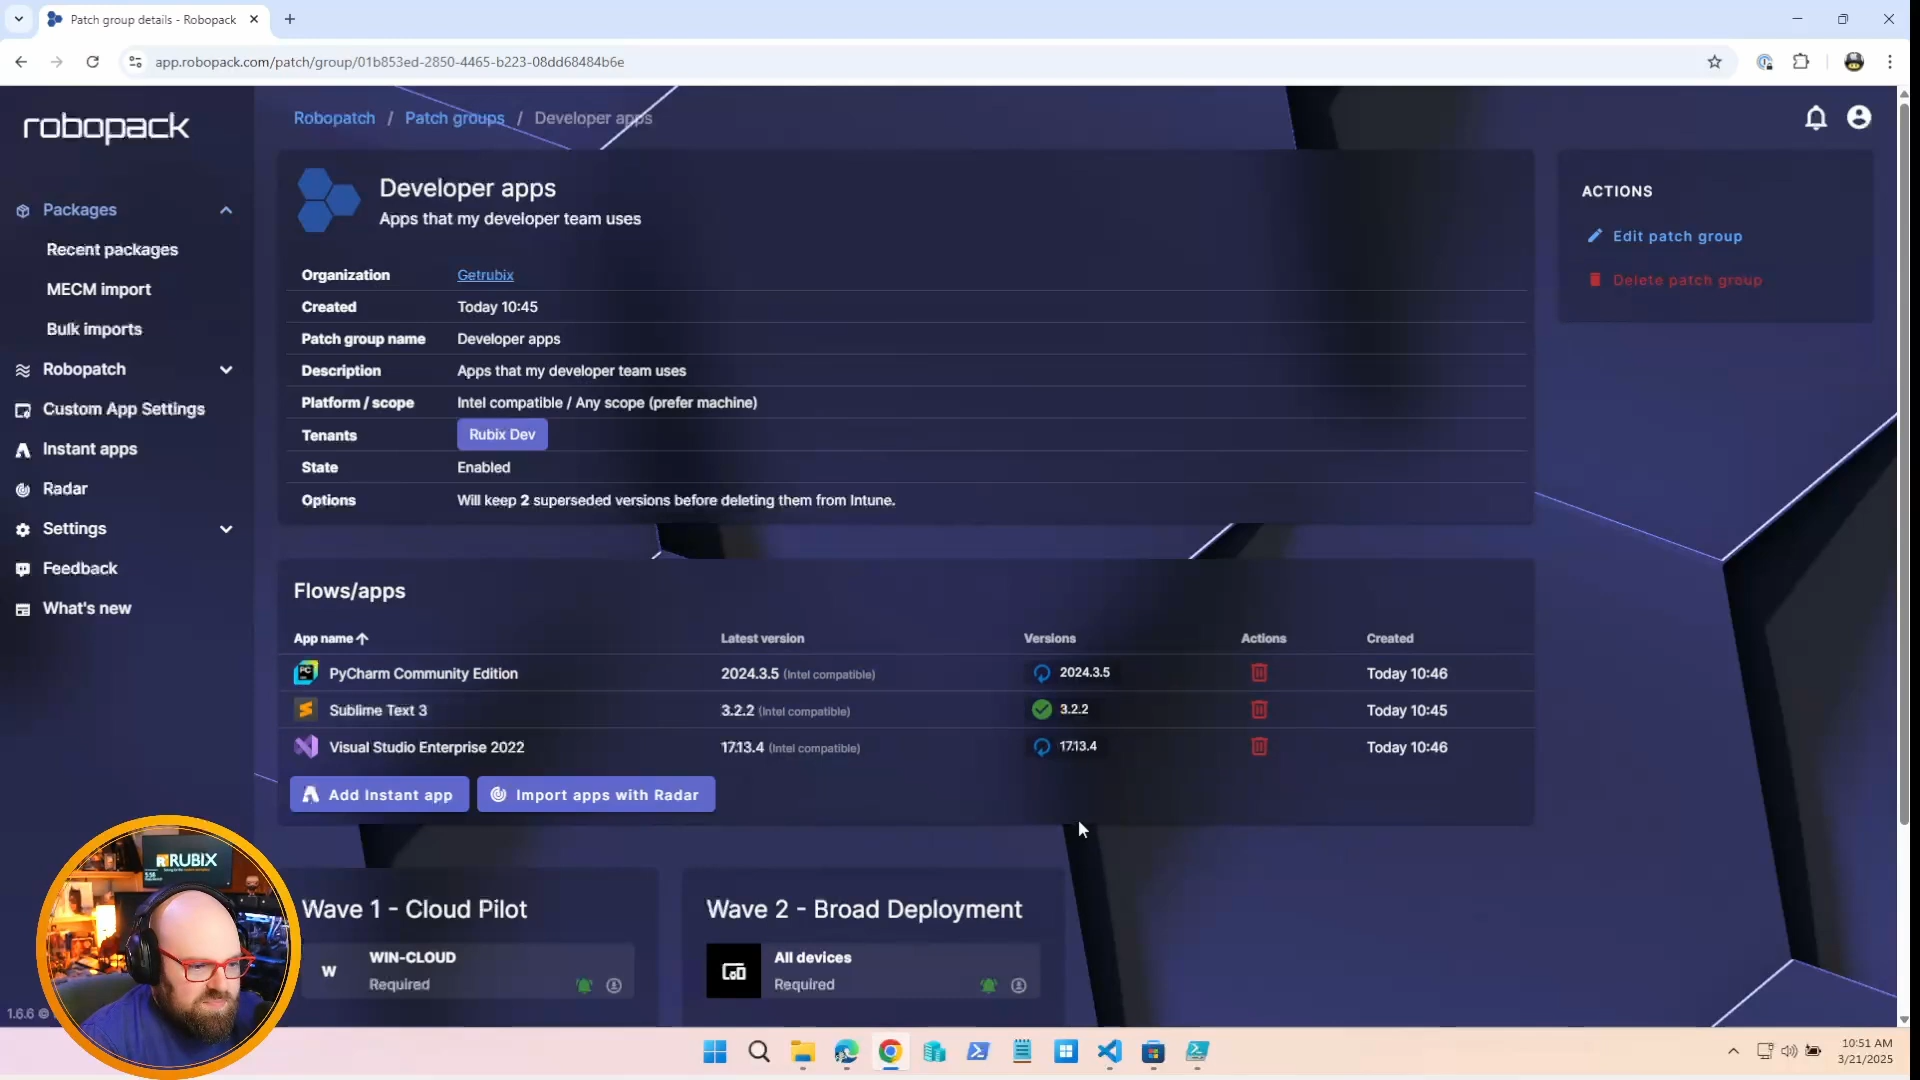 Patch group details - Robopack
app.robopack.com/patch/group/01b853ed-2850-4465-b223-08dd68484b6e
robopack
Packages
Recent packages
MECM import
Bulk imports
Robopatch
Custom App Settings
Instant apps
Radar
Settings
Feedback
What's new
1.6.6 ©
Robopatch / Patch groups / Developer apps
Developer apps
Apps that my developer team uses
Organization Getrubix
Created Today 10:45
Patch group name Developer apps
Description Apps that my developer team uses
Platform / scope Intel compatible / Any scope (prefer machine)
Tenants Rubix Dev
State Enabled
Options Will keep 2 superseded versions before deleting them from Intune.
ACTIONS
Edit patch group
Delete patch group
Flows/apps
App name Latest version Versions Actions Created
PyCharm Community Edition 2024.3.5 (Intel compatible) 2024.3.5 Today 10:46
Sublime Text 3 3.2.2 (Intel compatible) 3.2.2 Today 10:45
Visual Studio Enterprise 2022 17.13.4 (Intel compatible) 17.13.4 Today 10:46
Add Instant app
Import apps with Radar
Wave 1 - Cloud Pilot
W
WIN-CLOUD
Required
Wave 2 - Broad Deployment
All devices
Required
RUBIX
10:51 AM
3/21/2025